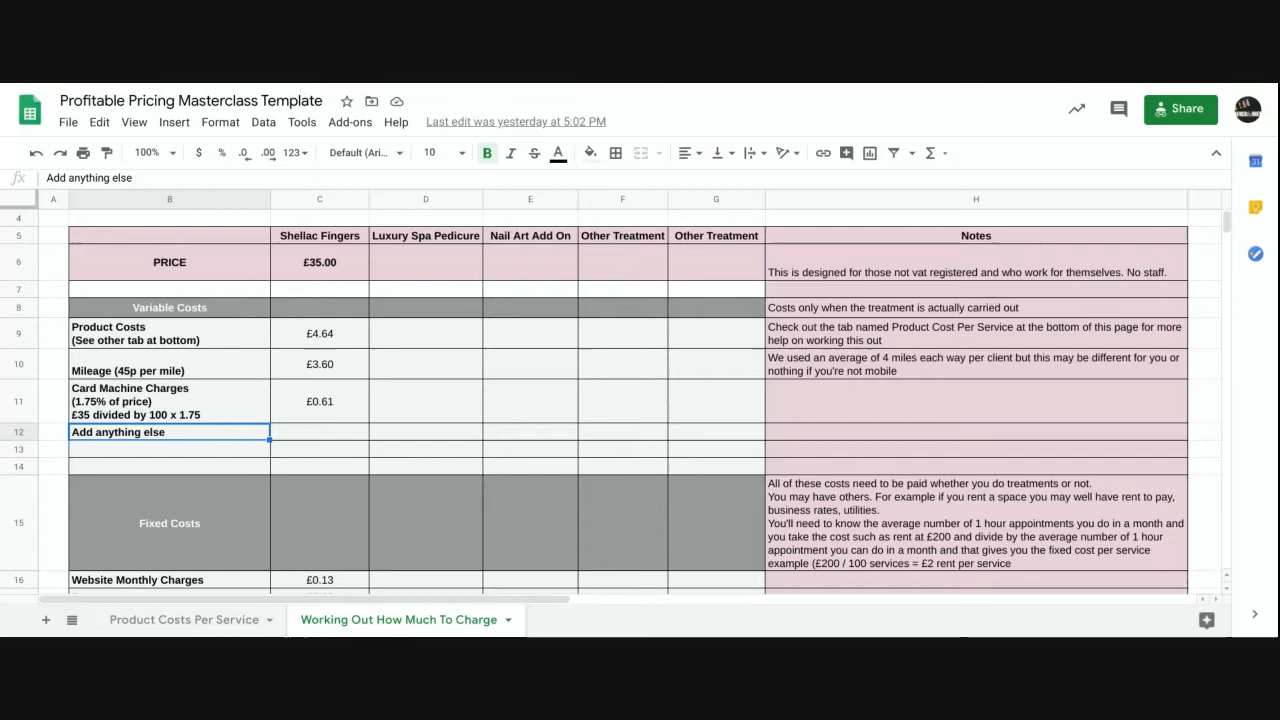 Profitable Pricing Masterclass Template
File Edit View Insert Format Data Tools Add-ons Help Last edit was yesterday at 5:02 PM
Share
100% $ % .0 .00 123 Default (Ari... 10 B I S A
fx Add anything else
A B C D E F G H
4
5 Shellac Fingers Luxury Spa Pedicure Nail Art Add On Other Treatment Other Treatment Notes
6 PRICE £35.00 This is designed for those not vat registered and who work for themselves. No staff.
7
8 Variable Costs Costs only when the treatment is actually carried out
9 Product Costs
(See other tab at bottom) £4.64 Check out the tab named Product Cost Per Service at the bottom of this page for more
help on working this out
10 Mileage (45p per mile) £3.60 We used an average of 4 miles each way per client but this may be different for you or
nothing if you're not mobile
11 Card Machine Charges
(1.75% of price) £0.61
£35 divided by 100 x 1.75
12 Add anything else
13
14
15 Fixed Costs All of these costs need to be paid whether you do treatments or not.
You may have others. For example if you rent a space you may well have rent to pay,
business rates, utilities.
You'll need to know the average number of 1 hour appointments you do in a month and
you take the cost such as rent at £200 and divide by the average number of 1 hour
appointment you can do in a month and that gives you the fixed cost per service
example (£200 / 100 services = £2 rent per service
16 Website Monthly Charges £0.13
Product Costs Per Service Working Out How Much To Charge